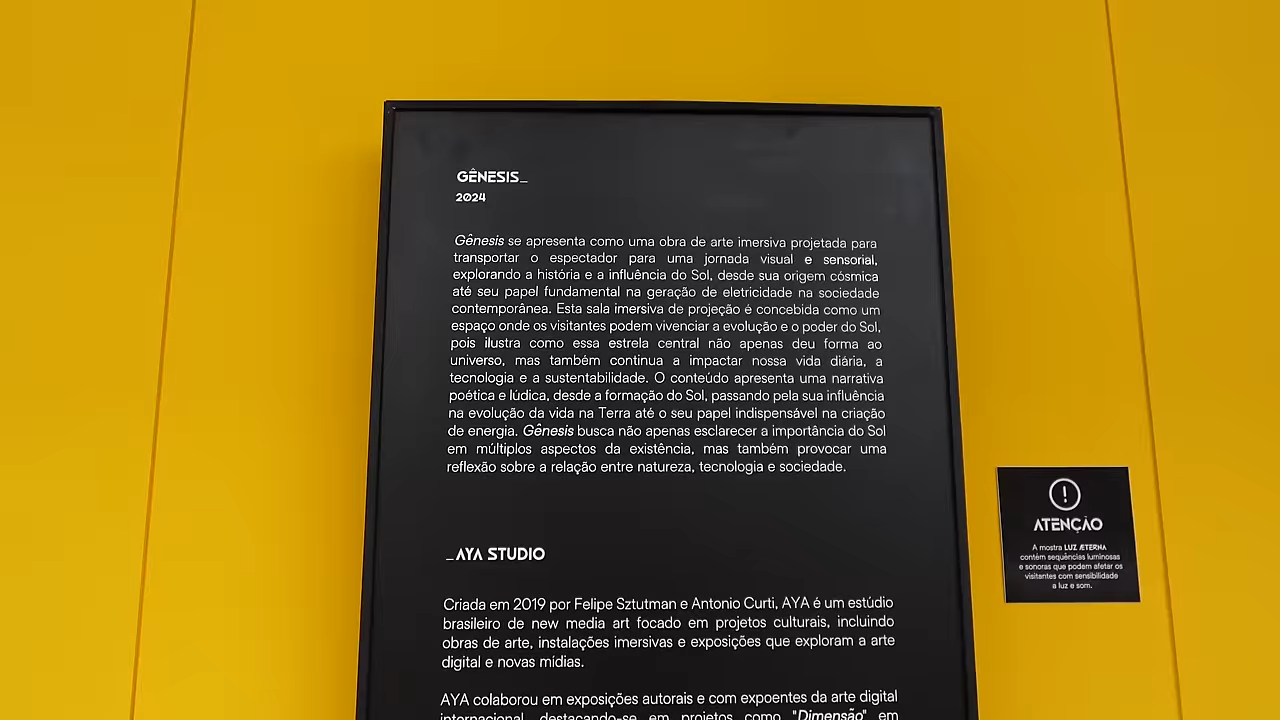 GÊNESIS_
2024
Gênesis se apresenta como uma obra de arte imersiva projetada para
transportar o espectador para uma jornada visual e sensorial,
explorando a história e a influência do Sol, desde sua origem cósmica
até seu papel fundamental na geração de eletricidade na sociedade
contemporânea. Esta sala imersiva de projeção é concebida como um
espaço onde os visitantes podem vivenciar a evolução e o poder do Sol,
pois ilustra como essa estrela central não apenas deu forma ao
universo, mas também continua a impactar nossa vida diária, a
tecnologia e a sustentabilidade. O conteúdo apresenta uma narrativa
poética e lúdica, desde a formação do Sol, passando pela sua influência
na evolução da vida na Terra até o seu papel indispensável na criação
de energia. Gênesis busca não apenas esclarecer a importância do Sol
em múltiplos aspectos da existência, mas também provocar uma
reflexão sobre a relação entre natureza, tecnologia e sociedade.
_AYA STUDIO
Criada em 2019 por Felipe Sztutman e Antonio Curti, AYA é um estúdio
brasileiro de new media art focado em projetos culturais, incluindo
obras de arte, instalações imersivas e exposições que exploram a arte
digital e novas mídias.
AYA colaborou em exposições autorais e com expoentes da arte digital
internacional, destacando-se em projetos como "Dimensão" em
ATENÇÃO
A mostra LUZ ÆTERNA
contém sequências luminosas
e sonoras que podem afetar os
visitantes com sensibilidade
a luz e som.